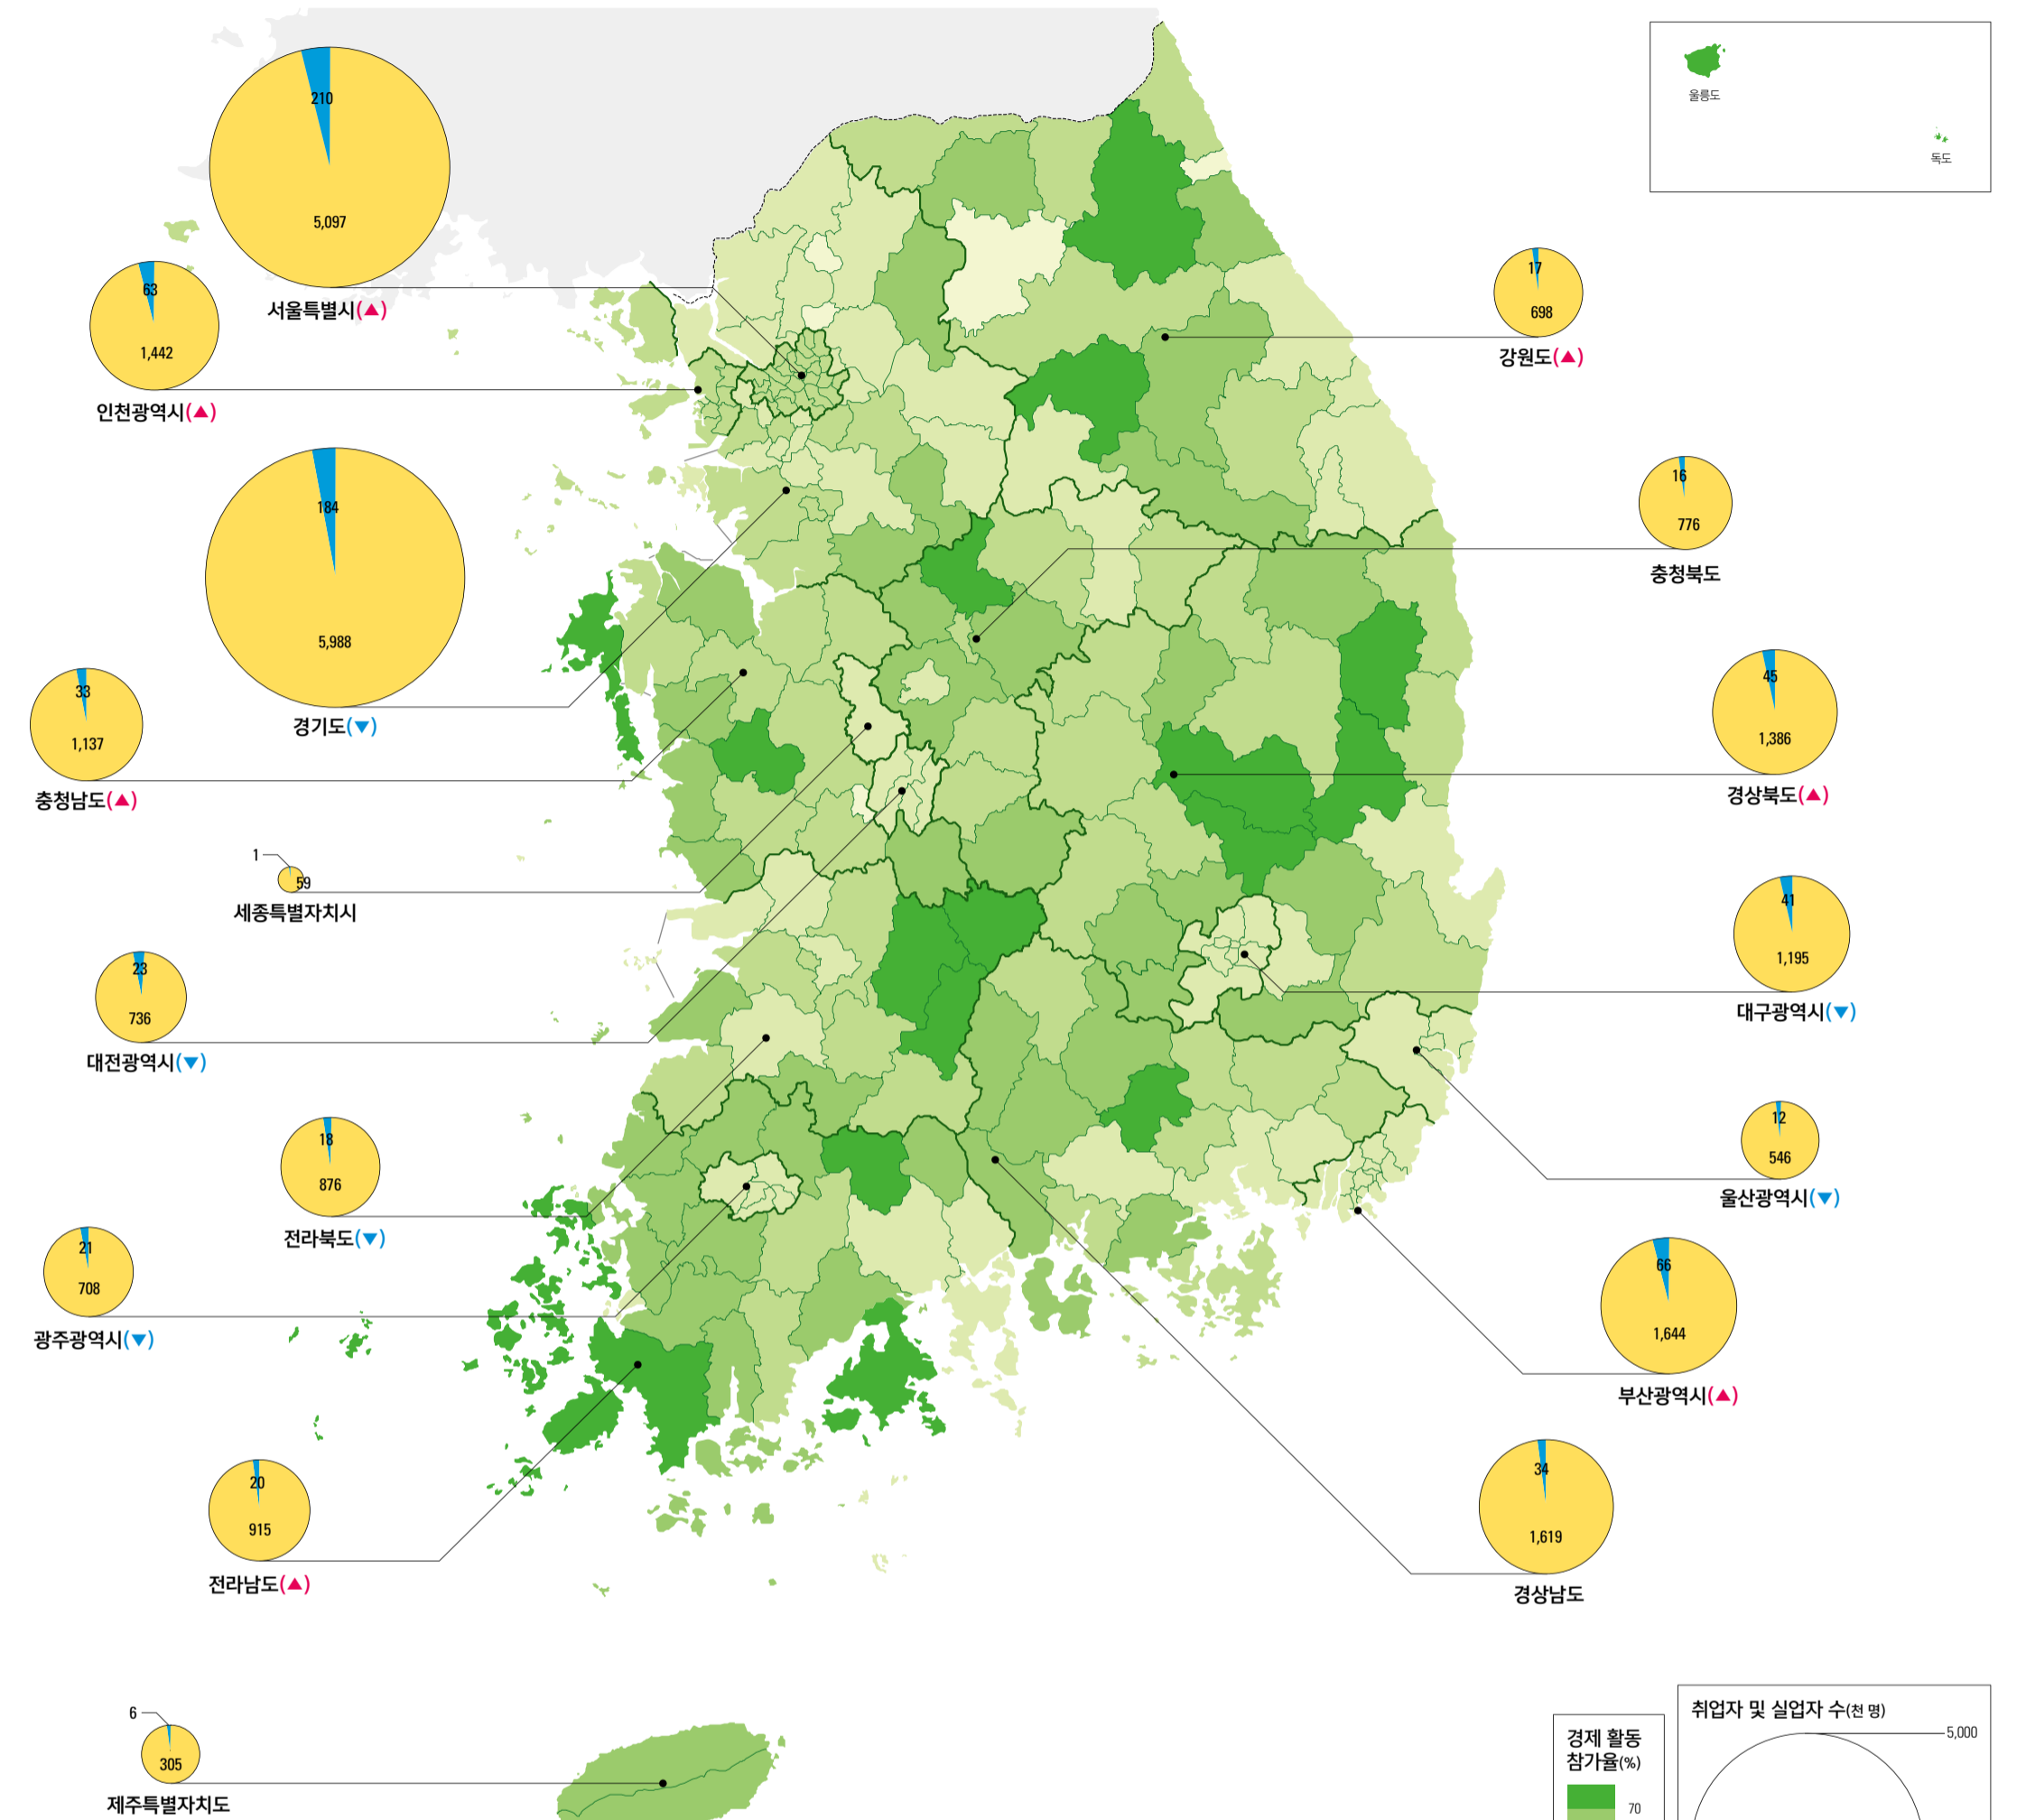 210
5,097
서울특별시(▲)
울릉도
독도
63
1,442
인천광역시(▲)
17
698
강원도(▲)
184
5,988
경기도(▼)
16
776
충청북도
33
1,137
충청남도(▲)
45
1,386
경상북도(▲)
1
59
세종특별자치시
41
1,195
대구광역시(▼)
23
736
대전광역시(▼)
12
546
울산광역시(▼)
18
876
전라북도(▼)
21
708
광주광역시(▼)
66
1,644
부산광역시(▲)
20
915
전라남도(▲)
34
1,619
경상남도
6
305
제주특별자치도
경제 활동
참가율(%)
70
취업자 및 실업자 수(천 명)
5,000